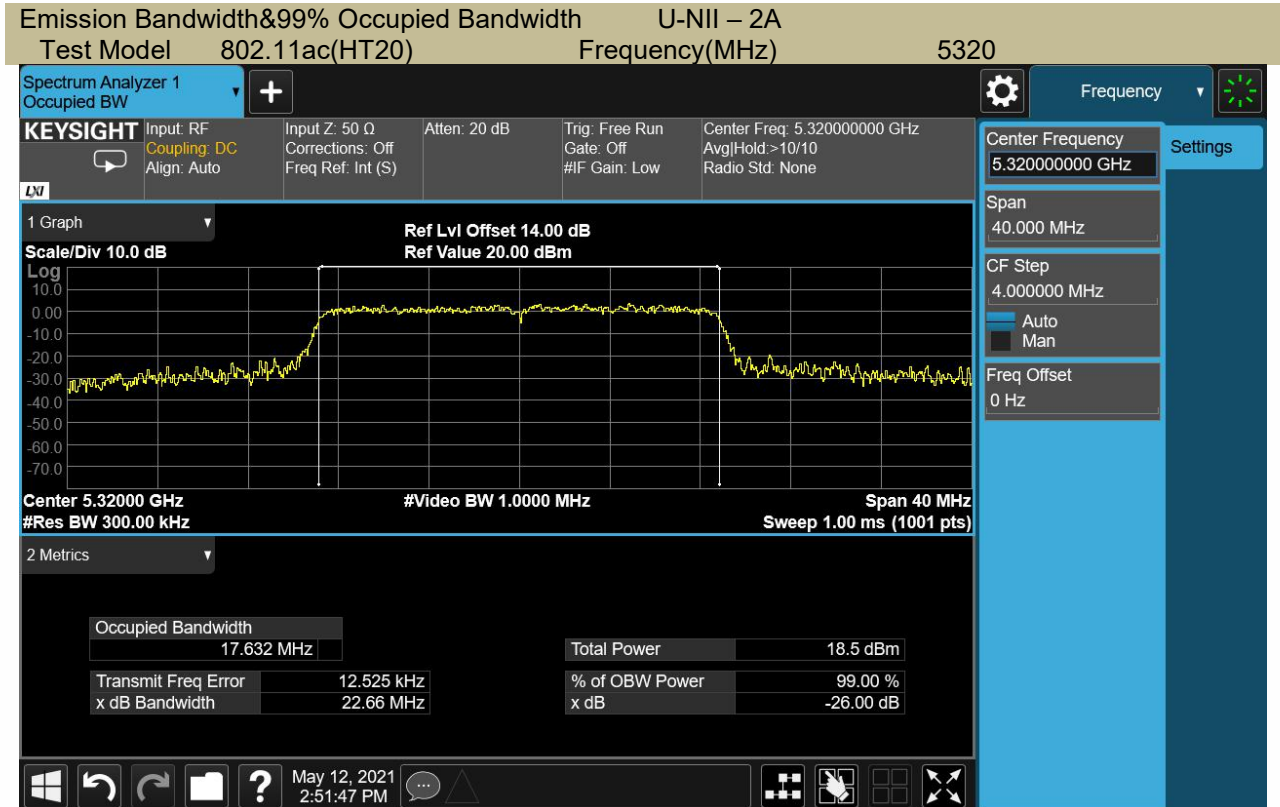 Emission Bandwidth&99% Occupied Bandwidth U-NII – 2A
Test Model 802.11ac(HT20) Frequency(MHz) 5320
Spectrum Analyzer 1
Occupied BW
+
Frequency
KEYSIGHT
LXI
Input: RF
Coupling: DC
Align: Auto
Input Z: 50 Ω
Corrections: Off
Freq Ref: Int (S)
Atten: 20 dB
Trig: Free Run
Gate: Off
#IF Gain: Low
Center Freq: 5.320000000 GHz
Avg|Hold:>10/10
Radio Std: None
Center Frequency
5.320000000 GHz
Settings
Span
40.000 MHz
CF Step
4.000000 MHz
Auto
Man
Freq Offset
0 Hz
1 Graph
Scale/Div 10.0 dB
Ref Lvl Offset 14.00 dB
Ref Value 20.00 dBm
Log
10.0
0.00
-10.0
-20.0
-30.0
-40.0
-50.0
-60.0
-70.0
Center 5.32000 GHz #Video BW 1.0000 MHz Span 40 MHz
#Res BW 300.00 kHz Sweep 1.00 ms (1001 pts)
2 Metrics
Occupied Bandwidth
17.632 MHz
Total Power 18.5 dBm
Transmit Freq Error 12.525 kHz % of OBW Power 99.00 %
x dB Bandwidth 22.66 MHz x dB -26.00 dB
?
May 12, 2021
2:51:47 PM